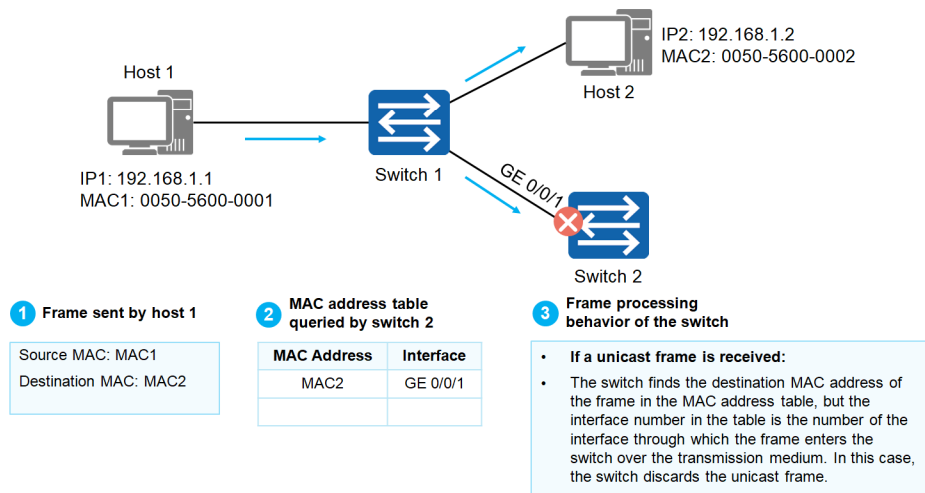 Host 1
IP1: 192.168.1.1
MAC1: 0050-5600-0001
Switch 1
IP2: 192.168.1.2
MAC2: 0050-5600-0002
Host 2
GE 0/0/1
Switch 2
1 Frame sent by host 1
Source MAC: MAC1
Destination MAC: MAC2
2 MAC address table
queried by switch 2
MAC Address Interface
MAC2 GE 0/0/1
3 Frame processing
behavior of the switch
• If a unicast frame is received:
• The switch finds the destination MAC address of
the frame in the MAC address table, but the
interface number in the table is the number of the
interface through which the frame enters the
switch over the transmission medium. In this case,
the switch discards the unicast frame.